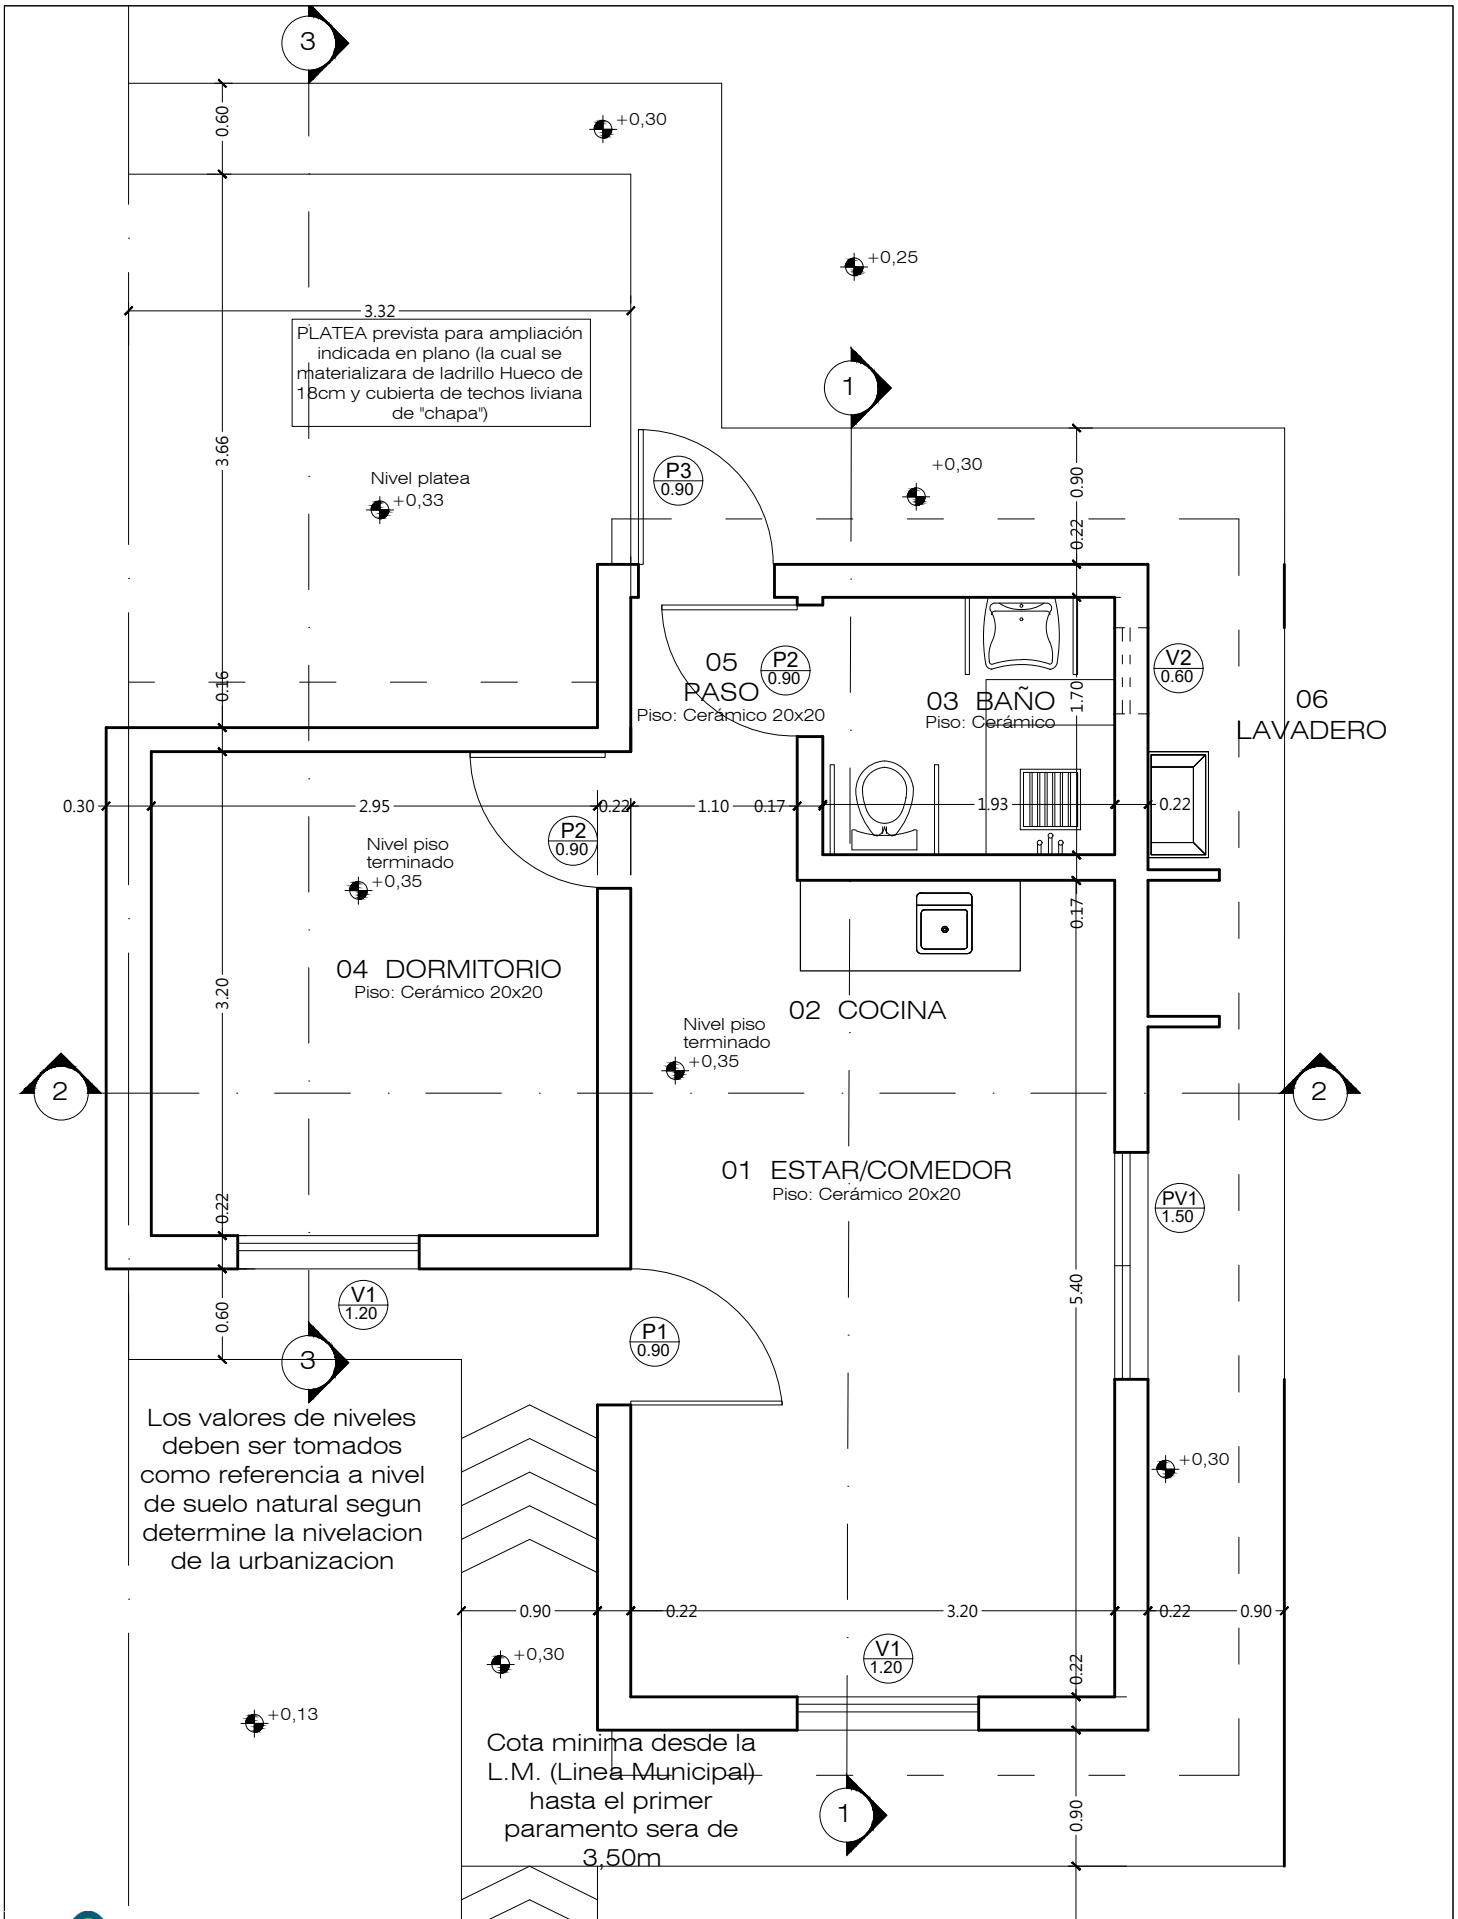 3
0.60
+0,30
+0,25
3.32
PLATEA prevista para ampliación
indicada en plano (la cual se
materializara de ladrillo Hueco de
18cm y cubierta de techos liviana
de "chapa")
1
3.66
Nivel platea
+0,33
P3
0.90
+0,30
0.90
0.22
0.16
05
PASO
Piso: Cerámico 20x20
P2
0.90
03 BAÑO
Piso: Cerámico
1.70
V2
0.60
06
LAVADERO
0.30
2.95
0.22
1.10
0.17
1.93
0.22
P2
0.90
Nivel piso
terminado
+0,35
0.17
04 DORMITORIO
Piso: Cerámico 20x20
3.20
02 COCINA
Nivel piso
terminado
+0,35
2
2
01 ESTAR/COMEDOR
Piso: Cerámico 20x20
PV1
1.50
0.22
V1
1.20
0.60
P1
0.90
5.40
3
Los valores de niveles
deben ser tomados
como referencia a nivel
de suelo natural segun
determine la nivelacion
de la urbanizacion
+0,30
0.90
0.22
3.20
0.22
0.90
+0,30
V1
1.20
0.22
+0,13
Cota minima desde la
L.M. (Linea Municipal)
hasta el primer
paramento sera de
3,50m
1
0.90